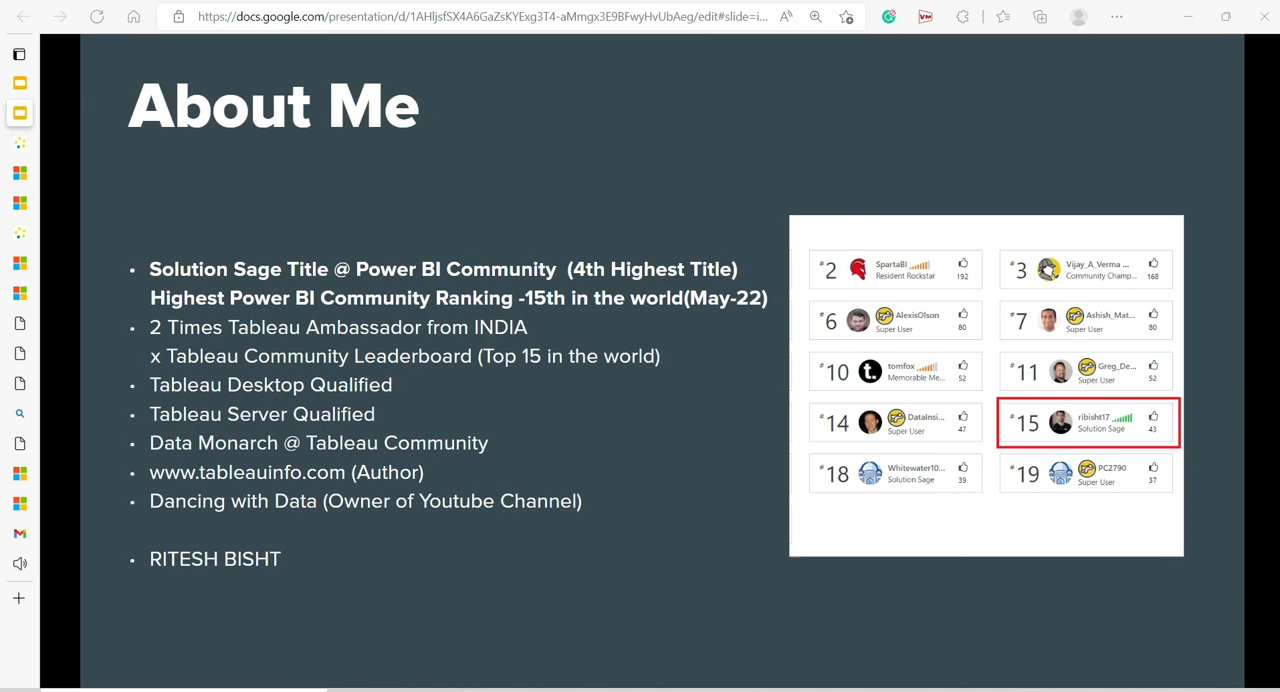 https://docs.google.com/presentation/d/1AHljsfSX4A6GaZsKYExg3T4-aMmgx3E9BFwyHvUbAeg/edit#slide=i...
VM
About Me
• Solution Sage Title @ Power BI Community (4th Highest Title)
Highest Power BI Community Ranking -15th in the world(May-22)
• 2 Times Tableau Ambassador from INDIA
x Tableau Community Leaderboard (Top 15 in the world)
• Tableau Desktop Qualified
• Tableau Server Qualified
• Data Monarch @ Tableau Community
• www.tableauinfo.com (Author)
• Dancing with Data (Owner of Youtube Channel)
• RITESH BISHT
#2 SpartaBI 192
Resident Rockstar
#3 Vijay_A_Verma ... 168
Community Champ...
#6 AlexisOlson 80
Super User
#7 Ashish_Mat... 80
Super User
#10 tomfox 52
Memorable Me...
#11 Greg_De... 52
Super User
#14 DataInsi... 47
Super User
#15 ribisht17 43
Solution Sage
#18 Whitewater10... 39
Solution Sage
#19 PC2790 37
Super User